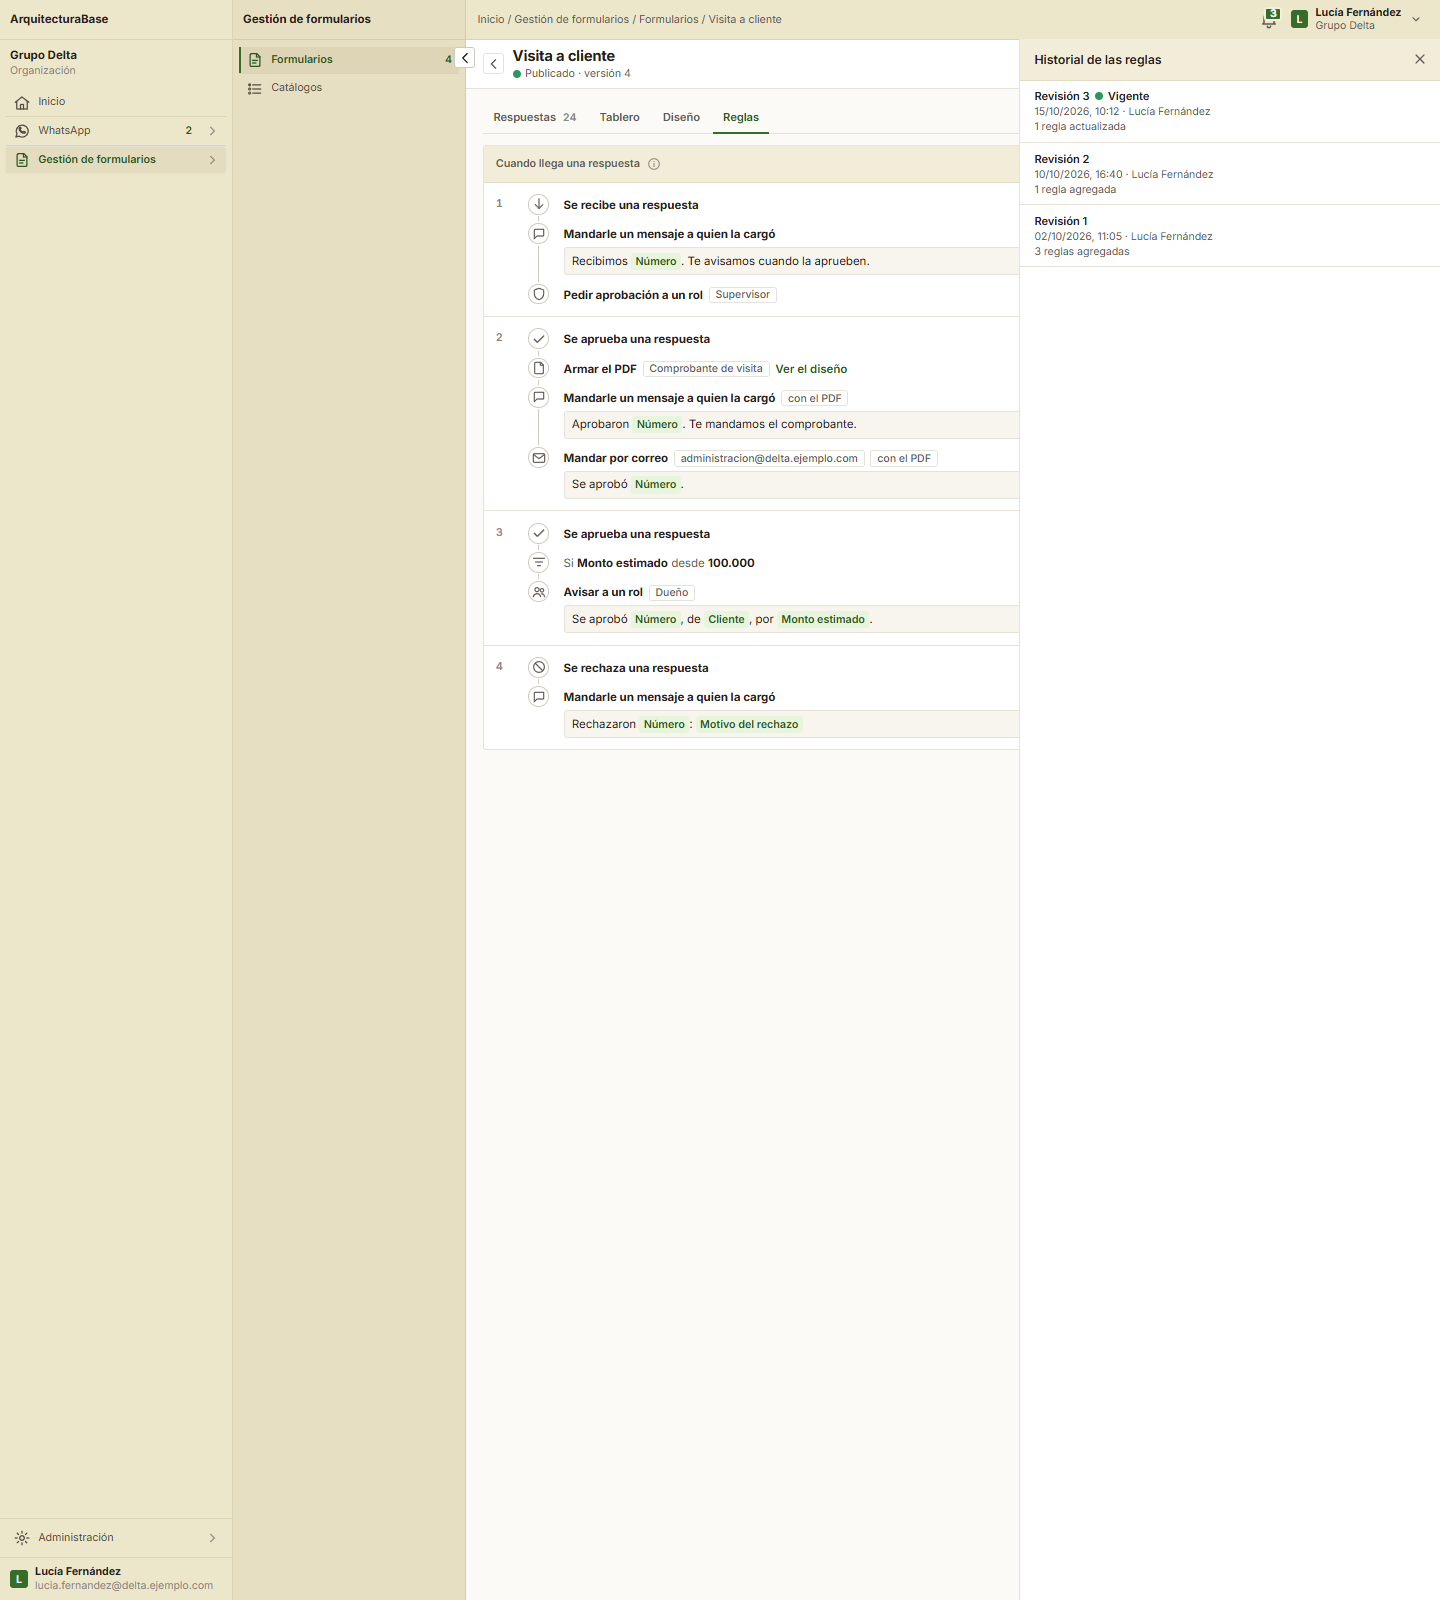 ArquitecturaBase
Grupo Delta
Organización
Inicio
WhatsApp 2
Gestión de formularios
Administración
L Lucía Fernández
lucia.fernandez@delta.ejemplo.com
Gestión de formularios
Formularios 4
Catálogos
Inicio / Gestión de formularios / Formularios / Visita a cliente
3
L Lucía Fernández
Grupo Delta
Visita a cliente
Publicado · versión 4
Respuestas 24 Tablero Diseño Reglas
Cuando llega una respuesta
1 Se recibe una respuesta
Mandarle un mensaje a quien la cargó
Recibimos Número . Te avisamos cuando la aprueben.
Pedir aprobación a un rol Supervisor
2 Se aprueba una respuesta
Armar el PDF Comprobante de visita Ver el diseño
Mandarle un mensaje a quien la cargó con el PDF
Aprobaron Número . Te mandamos el comprobante.
Mandar por correo administracion@delta.ejemplo.com con el PDF
Se aprobó Número .
3 Se aprueba una respuesta
Si Monto estimado desde 100.000
Avisar a un rol Dueño
Se aprobó Número , de Cliente , por Monto estimado .
4 Se rechaza una respuesta
Mandarle un mensaje a quien la cargó
Rechazaron Número : Motivo del rechazo
Historial de las reglas
Revisión 3 Vigente
15/10/2026, 10:12 · Lucía Fernández
1 regla actualizada
Revisión 2
10/10/2026, 16:40 · Lucía Fernández
1 regla agregada
Revisión 1
02/10/2026, 11:05 · Lucía Fernández
3 reglas agregadas